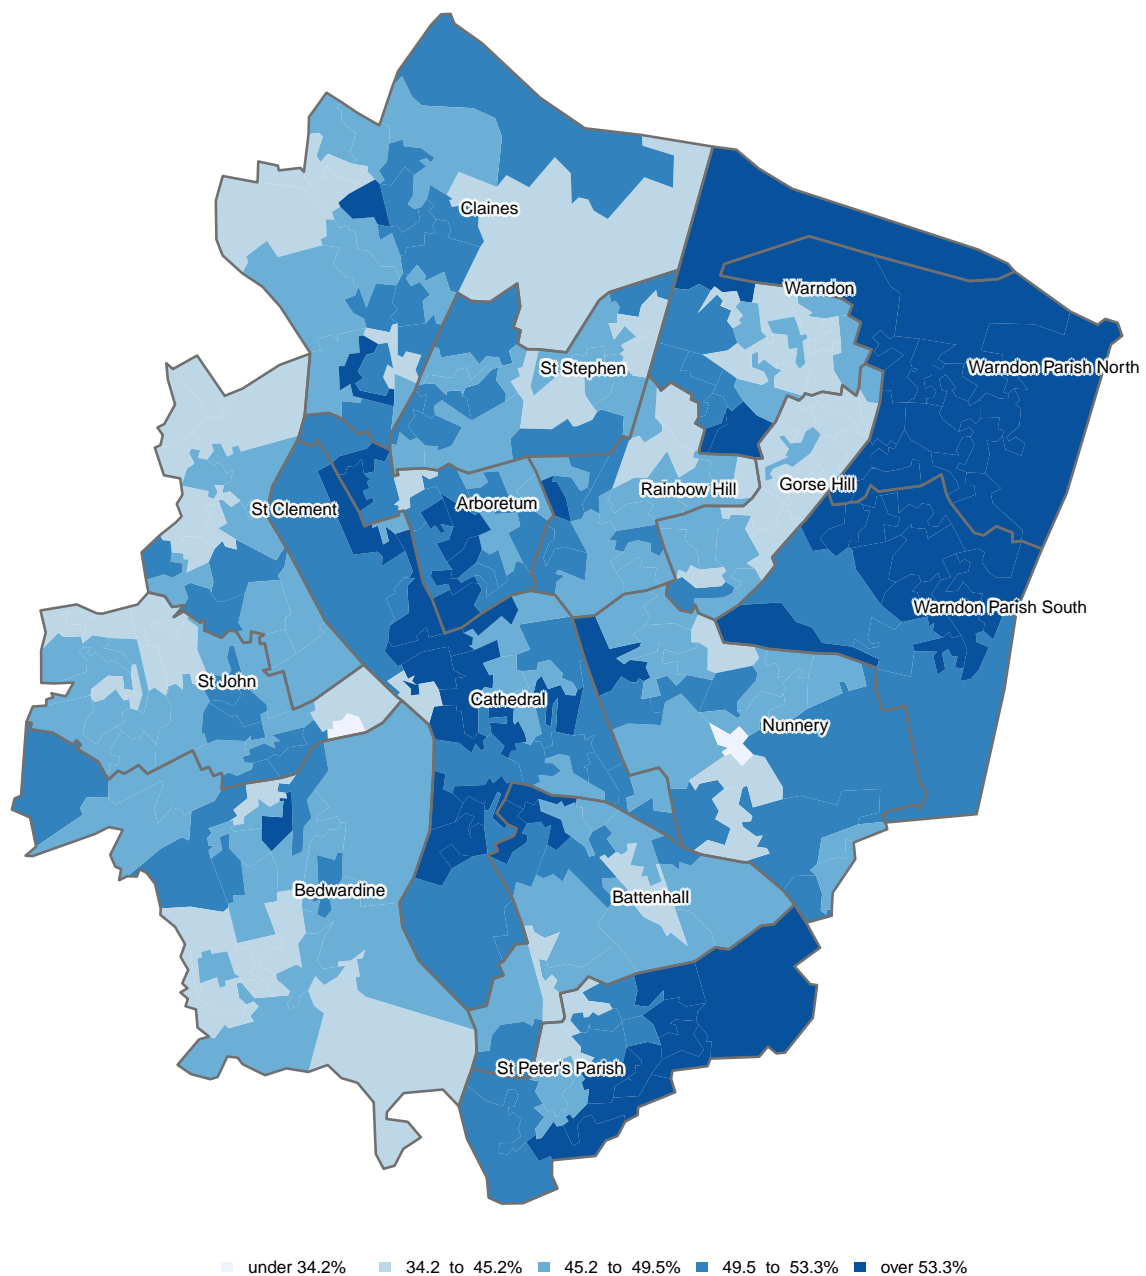 Claines
Warndon
St Stephen
Warndon Parish North
Rainbow Hill
Gorse Hill
Arboretum
St Clement
Warndon Parish South
St John
Cathedral
Nunnery
Bedwardine
Battenhall
St Peter's Parish
under 34.2%
34.2 to 45.2%
45.2 to 49.5%
49.5 to 53.3%
over 53.3%